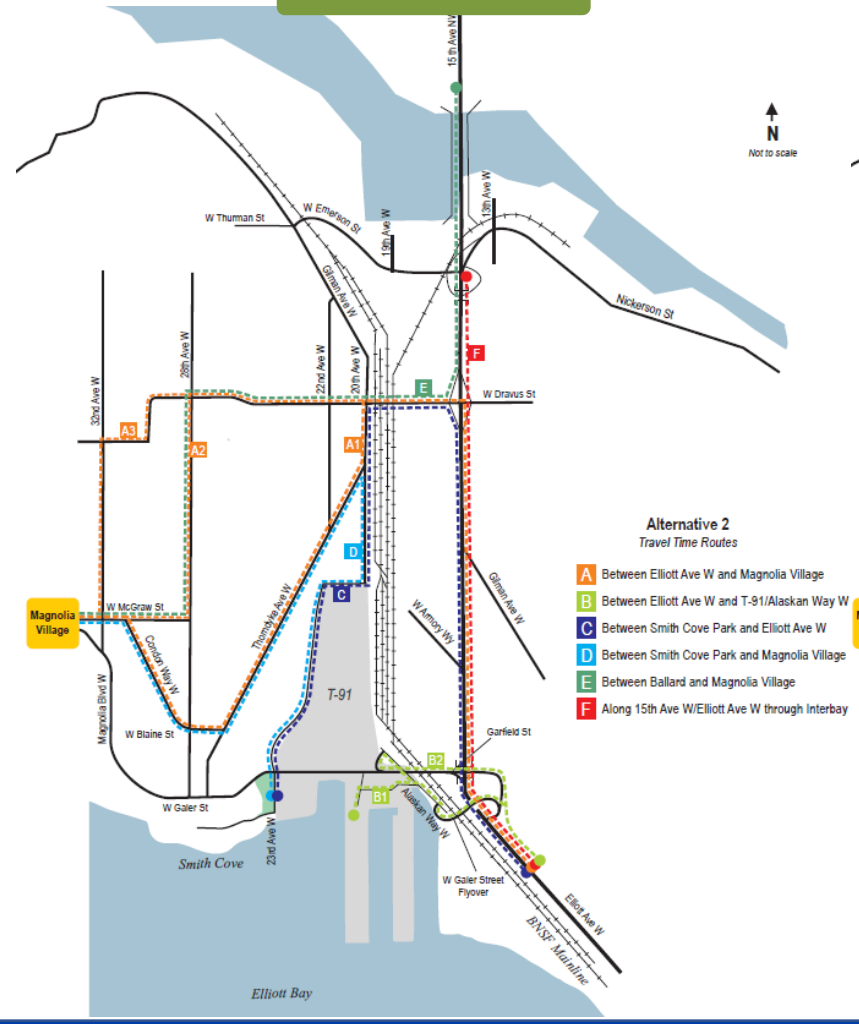 15 th Ave NW
N
Not to scale
W Thurman St
W Emerson St
19th Ave W
13th Ave W
Gilman Ave W
Nickerson St
32nd Ave W
28th Ave W
22nd Ave W
20th Ave W
F
E
W Dravus St
A3
A2
A1
Alternative 2
Travel Time Routes
D
A Between Elliott Ave W and Magnolia Village
C
B Between Elliott Ave W and T-91/Alaskan Way W
Magnolia
Village
W McGraw St
Thorndyke Ave W
W Armory Wy
Gilman Ave W
C Between Smith Cove Park and Elliott Ave W
D Between Smith Cove Park and Magnolia Village
E Between Ballard and Magnolia Village
F Along 15th Ave W/Elliott Ave W through Interbay
Condon Way W
T-91
Magnolia Blvd W
W Blaine St
Garfield St
B2
B1
W Galer St
Alaskan Way W
23rd Ave W
Smith Cove
W Galer Street
Flyover
Elliott Ave W
BNSF Mainline
Elliott Bay